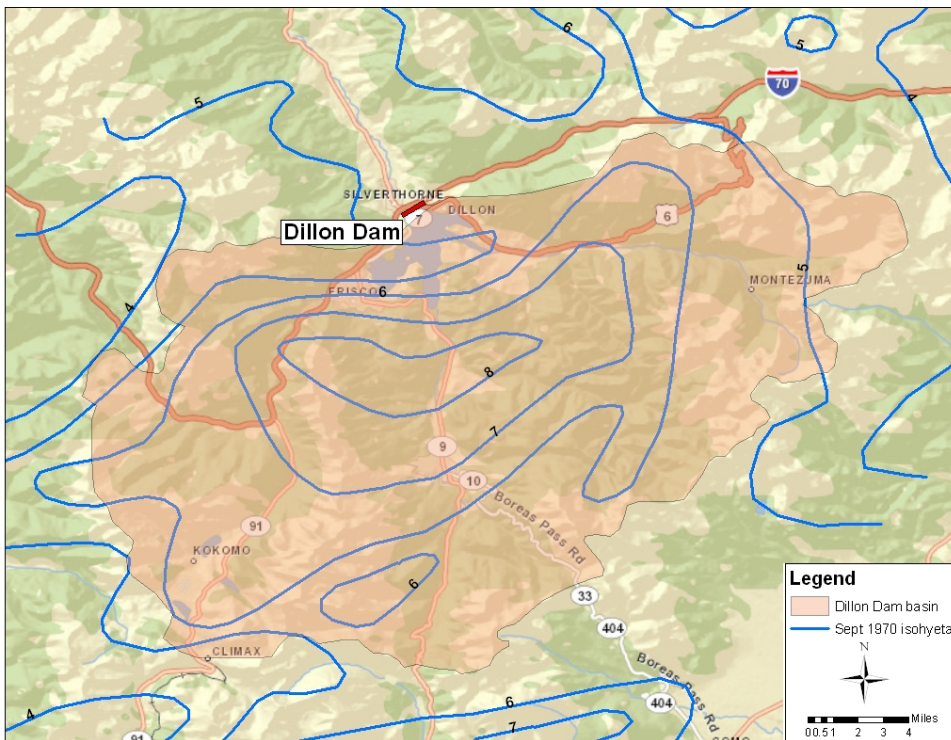 6
5
70
4
5
SILVERTHORNE
DILLON
7
Dillon Dam
6
5
MONTEZUMA
FRISCO
6
4
8
7
9
10
Boreas Pass Rd
91
KOKOMO
6
33
404
CLIMAX
Boreas Pass Rd
404
6
7
4
91
Legend
Dillon Dam basin
Sept 1970 isohyeta
N
Miles
0 0.5 1 2 3 4